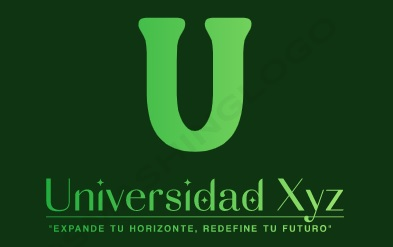 U
Universidad Xyz
"EXPANDE TU HORIZONTE, REDEFINE TU FUTURO"